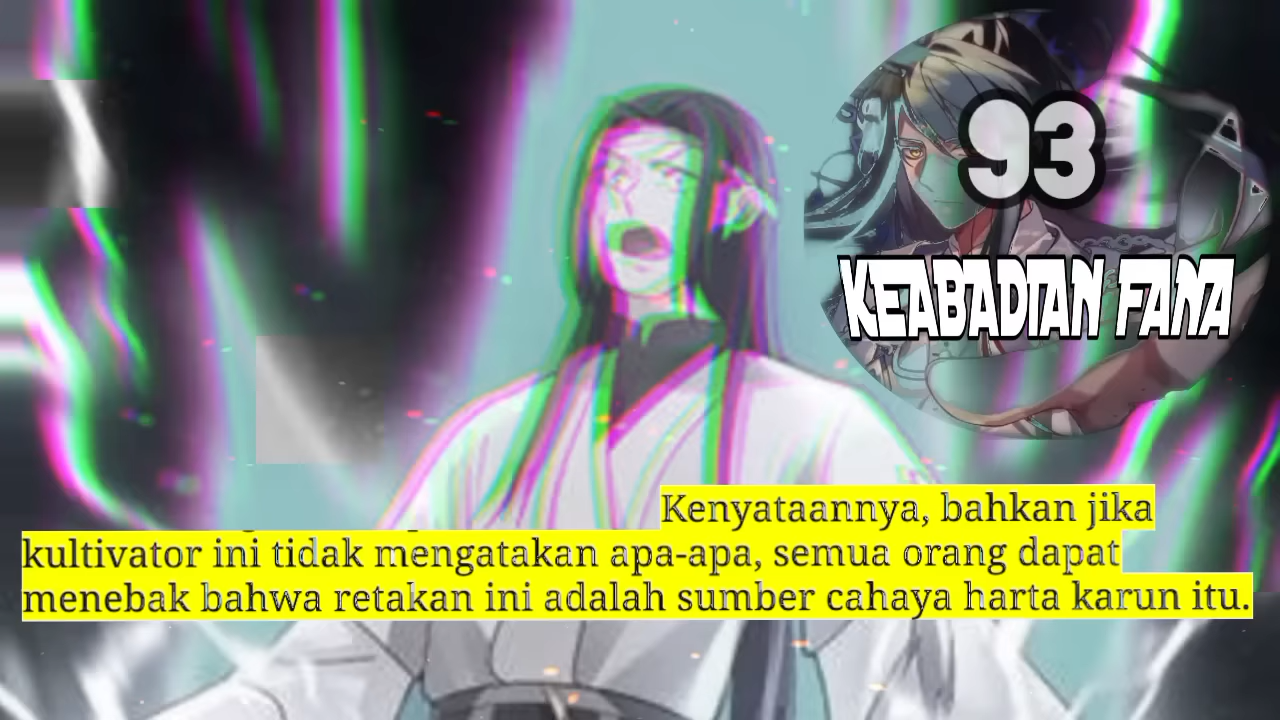 93
KEABADIAN FANA
Kenyataannya, bahkan jika
kultivator ini tidak mengatakan apa-apa, semua orang dapat
menebak bahwa retakan ini adalah sumber cahaya harta karun itu.